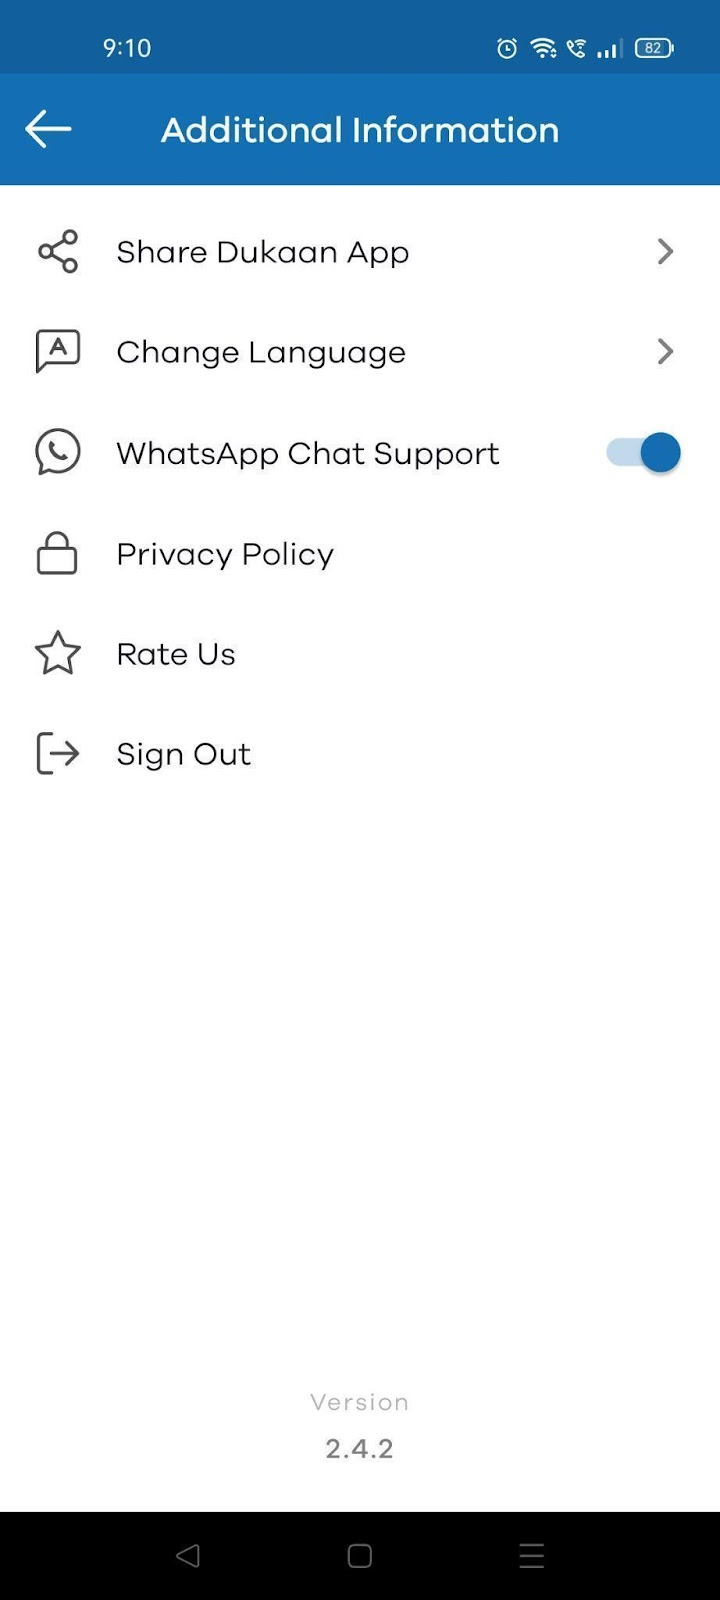 9:10
82
Additional Information
Share Dukaan App
A
Change Language
WhatsApp Chat Support
Privacy Policy
Rate Us
Sign Out
Version
2.4.2